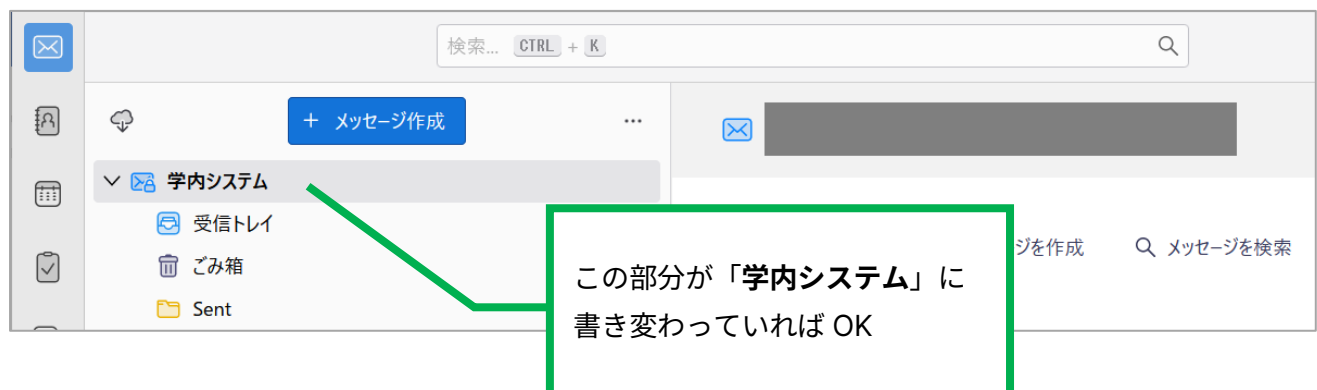 検索... CTRL + K
+ メッセージ作成
...
学内システム
受信トレイ
ごみ箱
Sent
ジを作成
メッセージを検索
この部分が「学内システム」に
書き変わっていれば OK